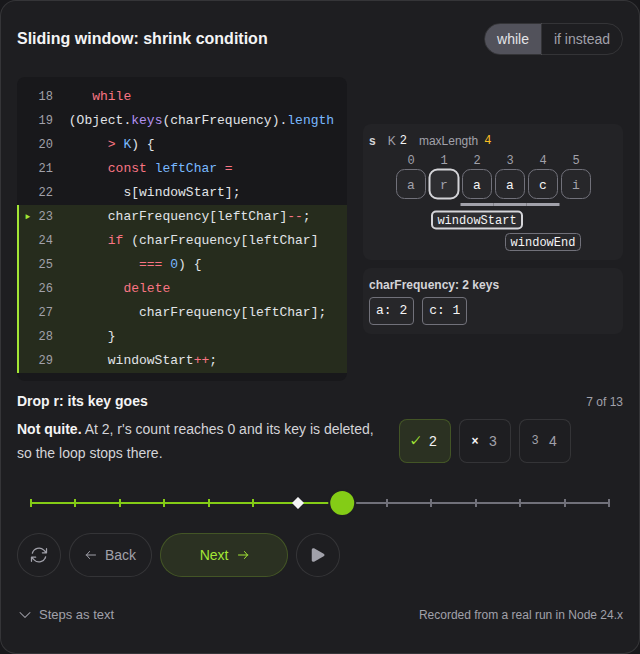 Sliding window: shrink condition
while
if instead
18 while
19 (Object.keys(charFrequency).length
20 > K) {
21 const leftChar =
22 s[windowStart];
23 charFrequency[leftChar]--;
24 if (charFrequency[leftChar]
25 === 0) {
26 delete
27 charFrequency[leftChar];
28 }
29 windowStart++;
s K 2 maxLength 4
0 1 2 3 4 5
a r a a c i
windowStart
windowEnd
charFrequency: 2 keys
a: 2 c: 1
Drop r: its key goes
7 of 13
Not quite. At 2, r's count reaches 0 and its key is deleted,
so the loop stops there.
✓ 2
× 3
3 4
Back
Next
Steps as text
Recorded from a real run in Node 24.x